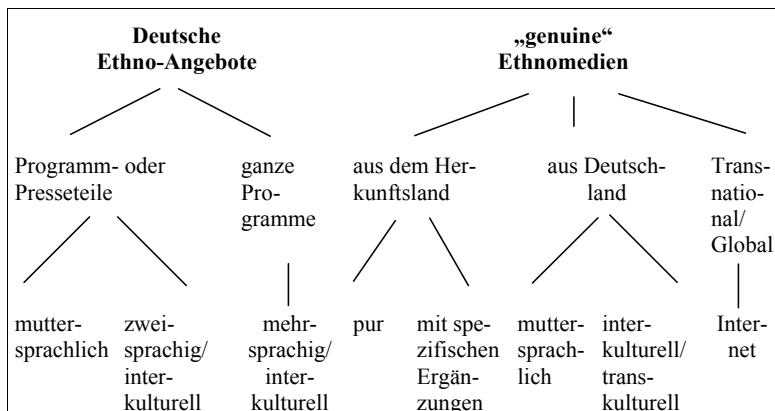 Deutsche
Ethno-Angebote
„genuine“
Ethnomedien
Programm- oder
Presseteile
ganze
Pro-
gramme
aus dem Her-
kunftsland
aus Deutsch-
land
Trans-
natio-
nal/
Global
mutter-
sprachlich
zwei-
sprachig/
inter-
kulturell
mehr-
sprachig/
inter-
kulturell
pur
mit spe-
zifischen
Ergän-
zungen
mutter-
sprach-
lich
inter-
kulturell/
trans-
kulturell
Inter-
net